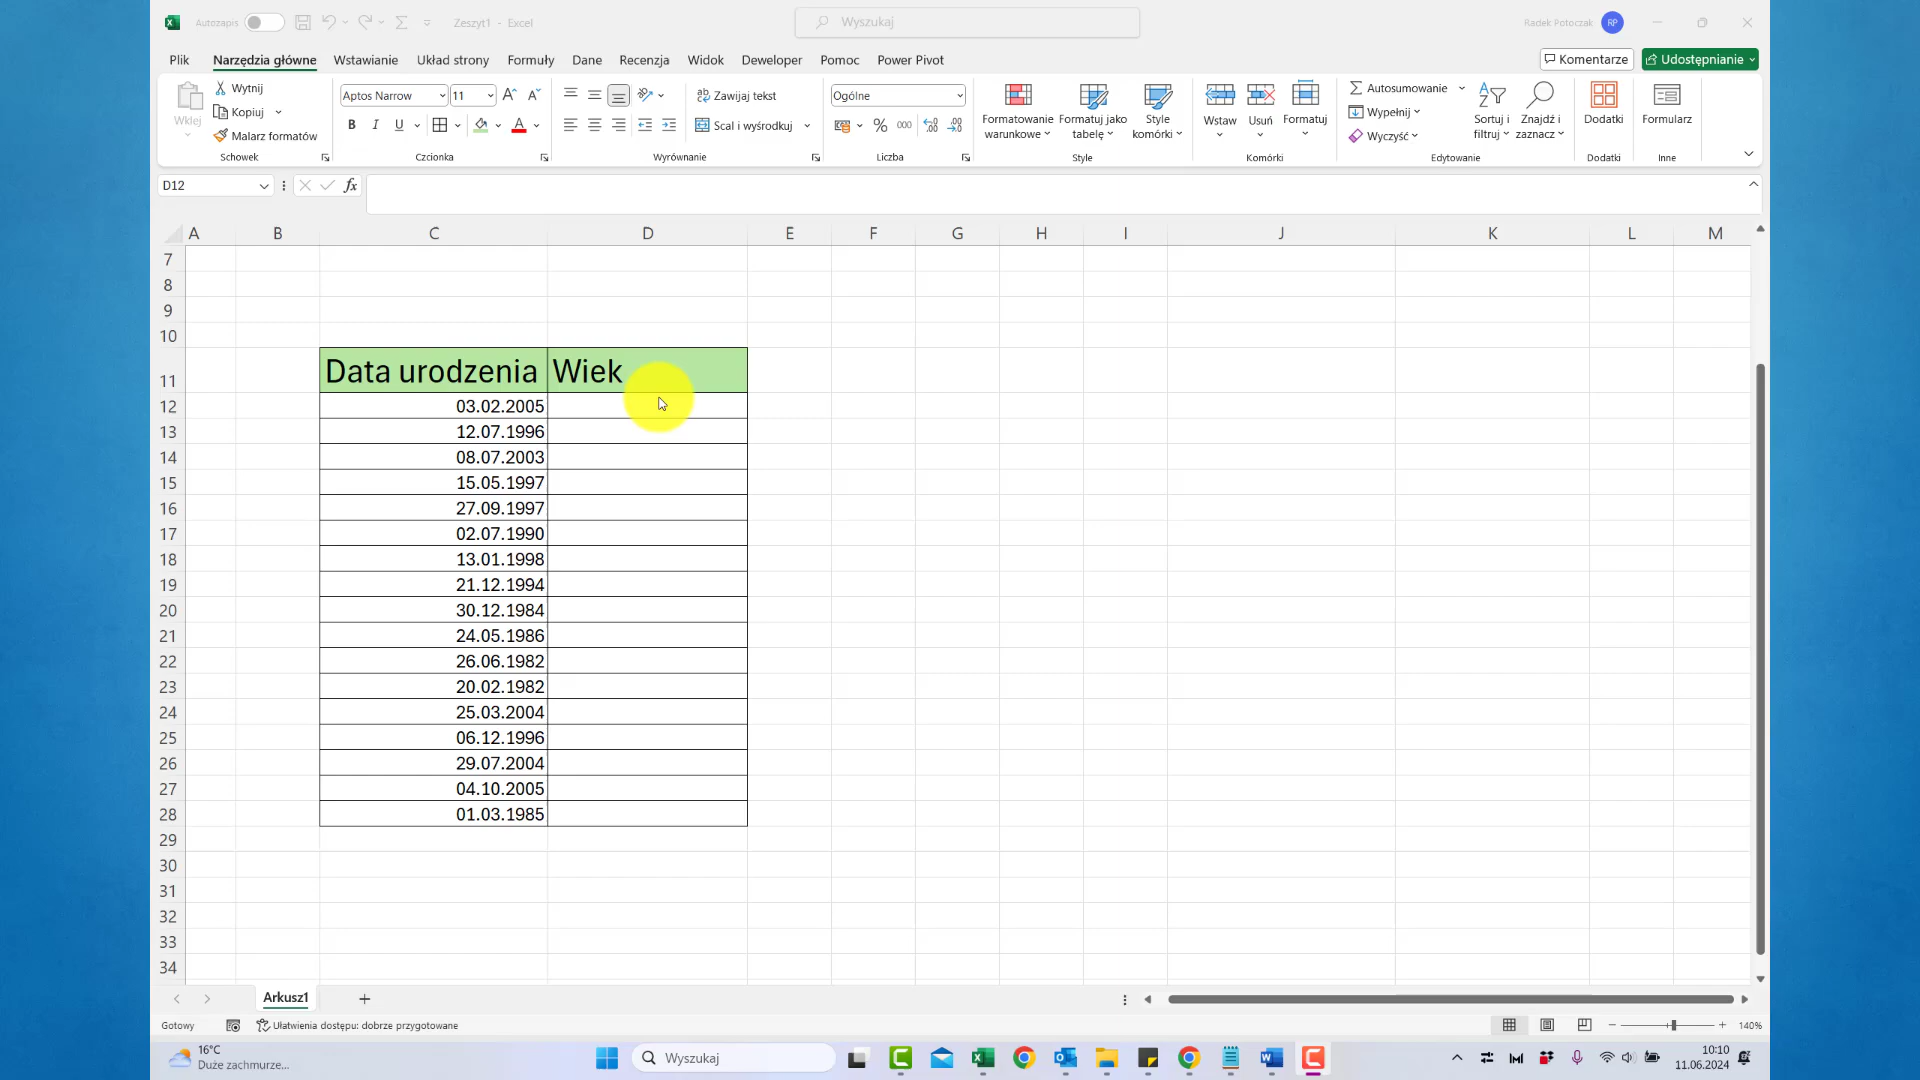 Autozapis
Zeszyt1 - Excel
Wyszukaj
Radek Potoczak
RP
Plik
Narzędzia główne
Wstawianie
Układ strony
Formuły
Dane
Recenzja
Widok
Deweloper
Pomoc
Power Pivot
Komentarze
Udostępnianie
Wklej
Wytnij
Kopiuj
Malarz formatów
Schowek
Aptos Narrow
11
B I U
Czcionka
Zawijaj tekst
Scal i wyśrodkuj
Wyrównanie
Ogólne
% 000
Liczba
Formatowanie
warunkowe
Formatuj jako
tabelę
Style
komórki
Style
Wstaw
Usuń
Formatuj
Komórki
Autosumowanie
Wypełnij
Wyczyść
Sortuj i
filtruj
Znajdź i
zaznacz
Edytowanie
Dodatki
Dodatki
Formularz
Inne
D12
fx
A B C D E F G H I J K L M
7
8
9
10
11 Data urodzenia Wiek
12 03.02.2005
13 12.07.1996
14 08.07.2003
15 15.05.1997
16 27.09.1997
17 02.07.1990
18 13.01.1998
19 21.12.1994
20 30.12.1984
21 24.05.1986
22 26.06.1982
23 20.02.1982
24 25.03.2004
25 06.12.1996
26 29.07.2004
27 04.10.2005
28 01.03.1985
29
30
31
32
33
34
Arkusz1
Gotowy
Ułatwienia dostępu: dobrze przygotowane
140%
16°C
Duże zachmurze...
Wyszukaj
10:10
11.06.2024